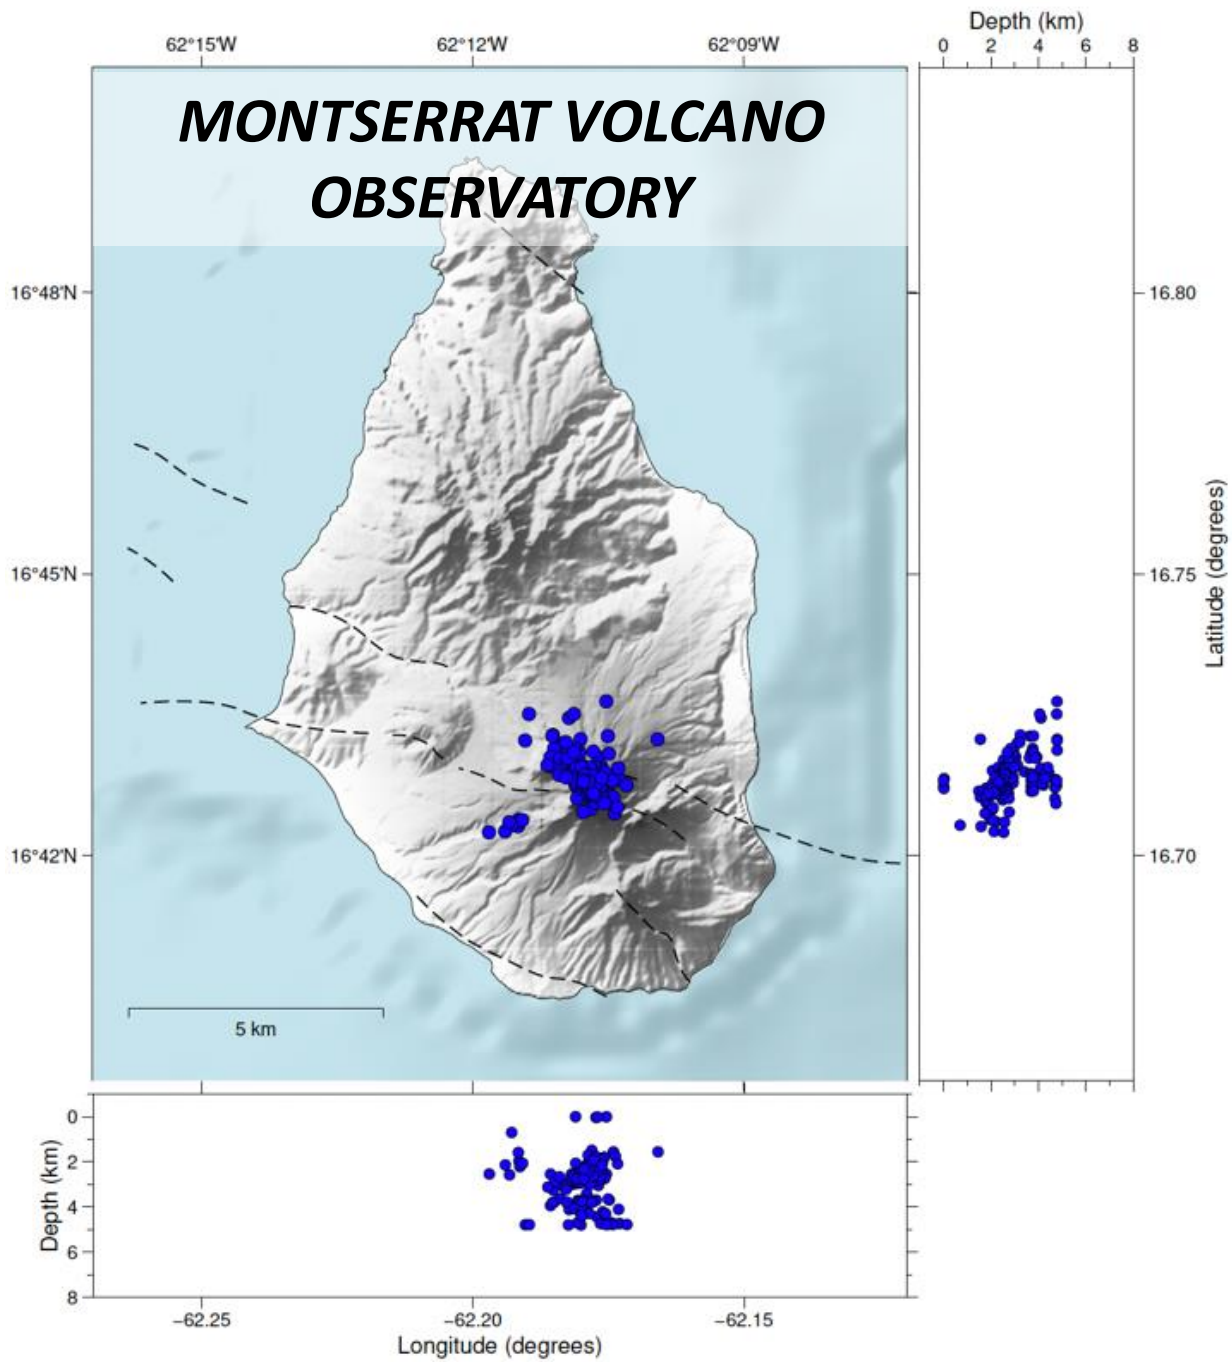 Depth (km)
62°15'W 62°12'W 62°09'W 0 2 4 6 8
MONTSERRAT VOLCANO
OBSERVATORY
16°48'N 16.80
16°45'N 16.75
Latitude (degrees)
16°42'N 16.70
5 km
0
2
4
6
8
Depth (km)
−62.25 −62.20 −62.15
Longitude (degrees)